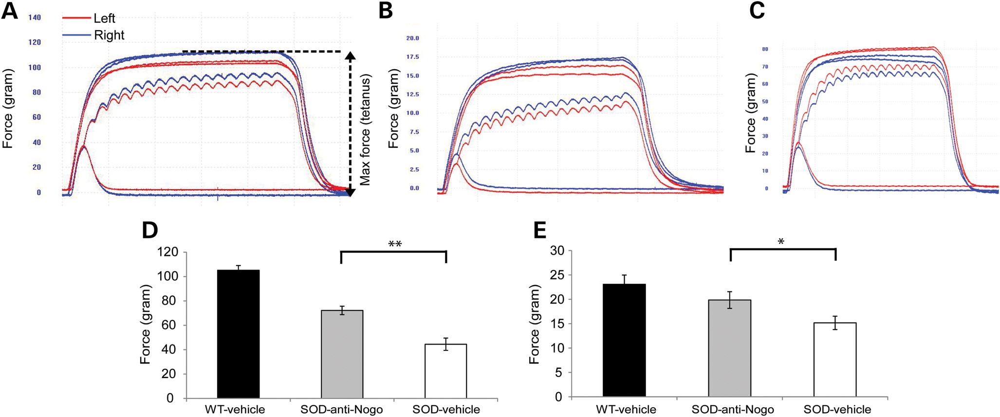 A
Left
Right
140
120
100
80
60
40
20
0
Force (gram)
Max force (tetanus)
B
20.0
17.5
15.0
12.5
10.0
7.5
5.0
2.5
0.0
Force (gram)
C
80
70
60
50
40
30
20
10
0
Force (gram)
D
**
120
100
80
60
40
20
0
Force (gram)
WT-vehicle
SOD-anti-Nogo
SOD-vehicle
E
*
30
25
20
15
10
5
0
Force (gram)
WT-vehicle
SOD-anti-Nogo
SOD-vehicle